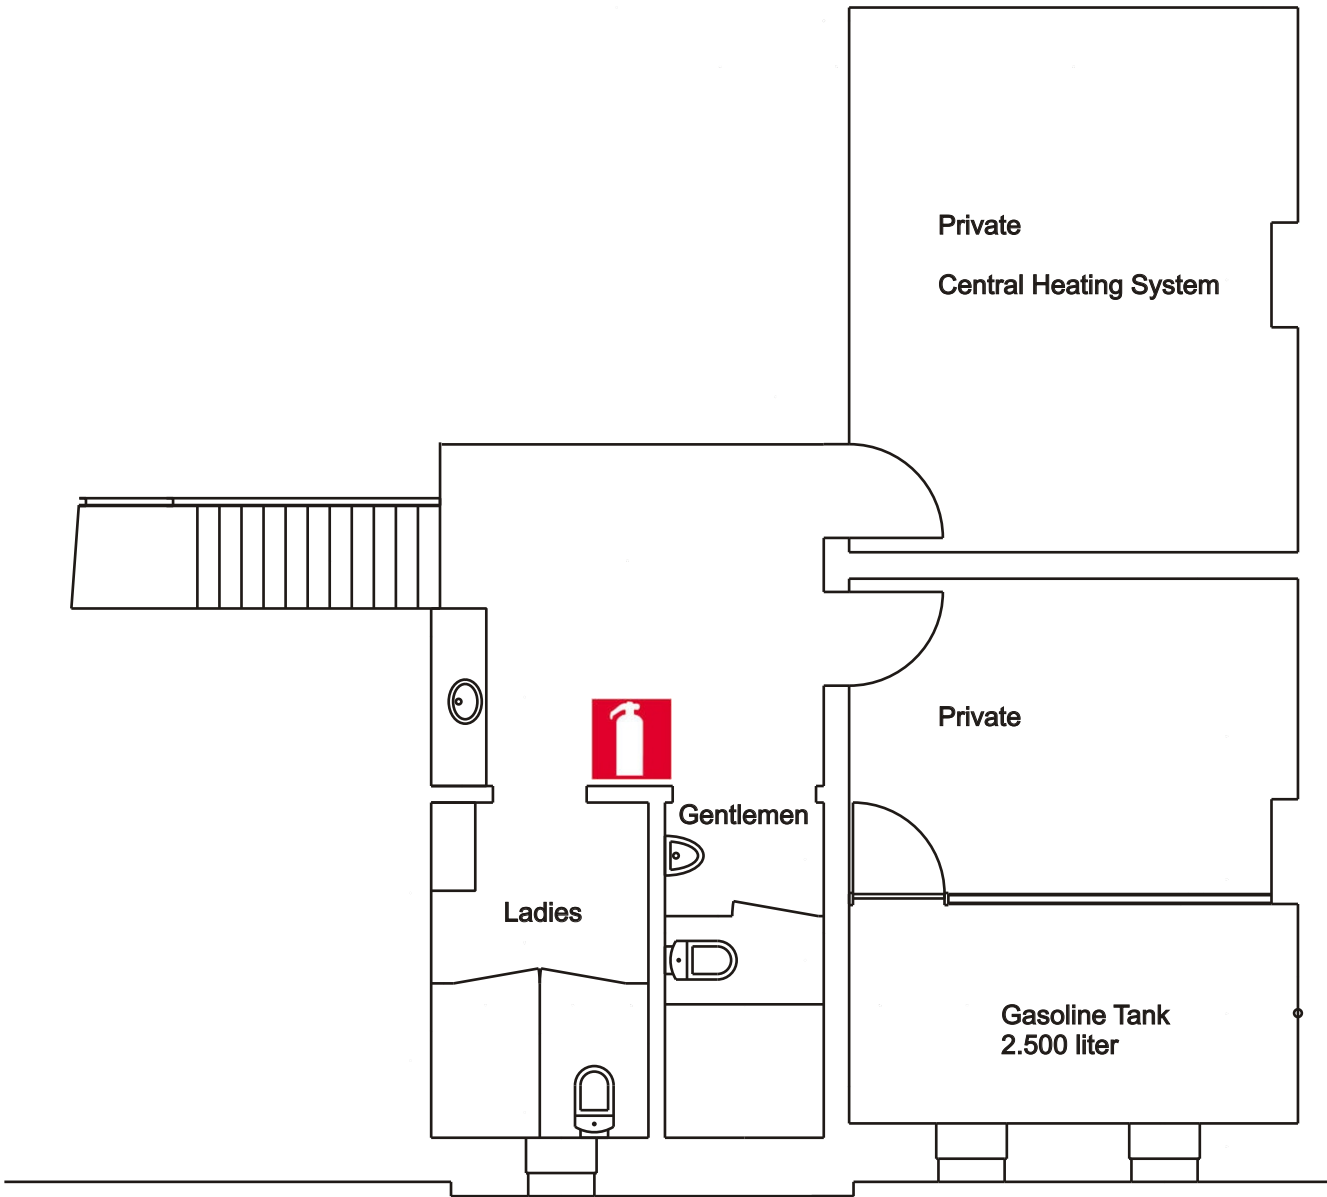 Private
Central Heating System
Private
Gentlemen
Ladies
Gasoline Tank
2.500 liter